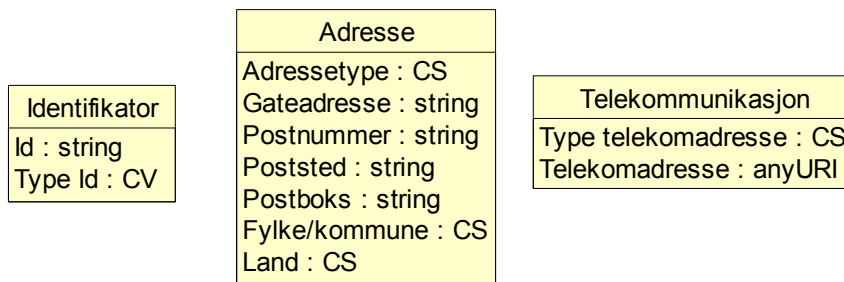 Identifikator
Id : string
Type Id : CV
Adresse
Adressetype : CS
Gateadresse : string
Postnummer : string
Poststed : string
Postboks : string
Fylke/kommune : CS
Land : CS
Telekommunikasjon
Type telekomadresse : CS
Telekomadresse : anyURI